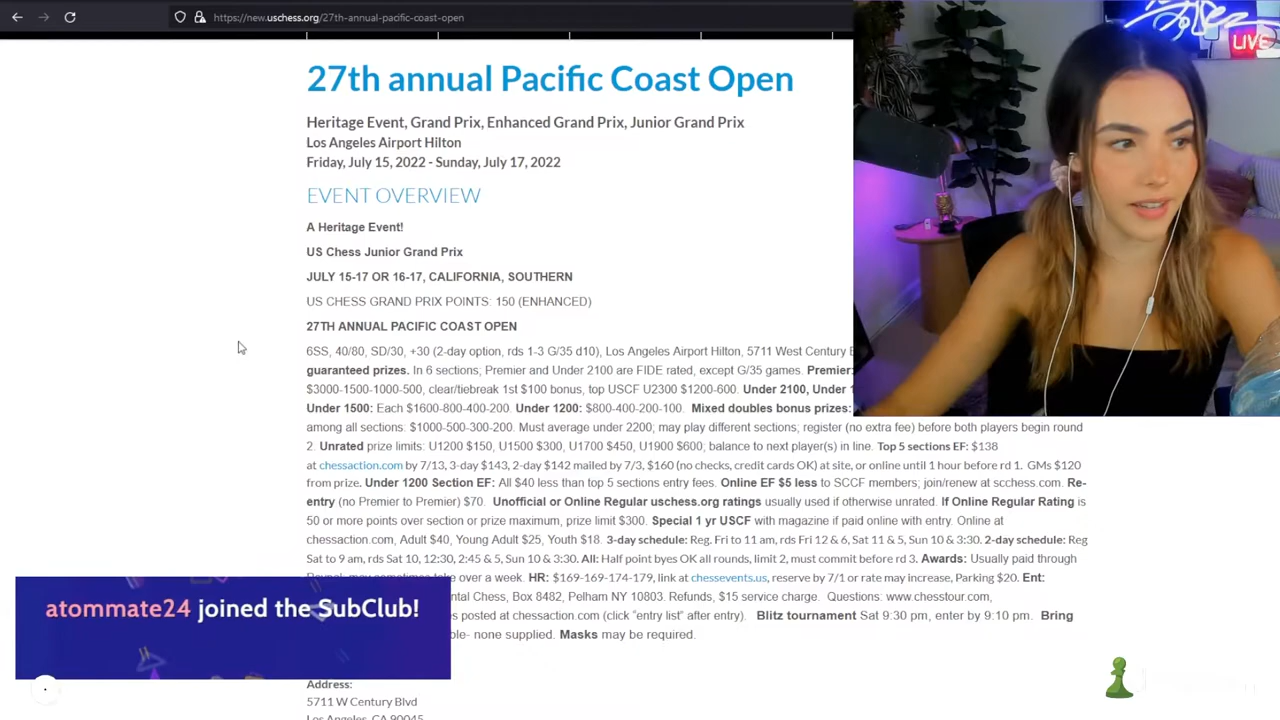 https://new.uschess.org/27th-annual-pacific-coast-open
LIVE
27th annual Pacific Coast Open
Heritage Event, Grand Prix, Enhanced Grand Prix, Junior Grand Prix
Los Angeles Airport Hilton
Friday, July 15, 2022 - Sunday, July 17, 2022
EVENT OVERVIEW
A Heritage Event!
US Chess Junior Grand Prix
JULY 15-17 OR 16-17, CALIFORNIA, SOUTHERN
US CHESS GRAND PRIX POINTS: 150 (ENHANCED)
27TH ANNUAL PACIFIC COAST OPEN
6SS, 40/80, SD/30, +30 (2-day option, rds 1-3 G/35 d10), Los Angeles Airport Hilton, 5711 West Century
guaranteed prizes. In 6 sections; Premier and Under 2100 are FIDE rated, except G/35 games. Premier:
$3000-1500-1000-500, clear/tiebreak 1st $100 bonus, top USCF U2300 $1200-600. Under 2100, Under
Under 1500: Each $1600-800-400-200. Under 1200: $800-400-200-100. Mixed doubles bonus prizes:
among all sections: $1000-500-300-200. Must average under 2200; may play different sections; register (no extra fee) before both players begin round
2. Unrated prize limits: U1200 $150, U1500 $300, U1700 $450, U1900 $600; balance to next player(s) in line. Top 5 sections EF: $138
at chessaction.com by 7/13, 3-day $143, 2-day $142 mailed by 7/3, $160 (no checks, credit cards OK) at site, or online until 1 hour before rd 1. GMs $120
from prize. Under 1200 Section EF: All $40 less than top 5 sections entry fees. Online EF $5 less to SCCF members; join/renew at scchess.com. Re-
entry (no Premier to Premier) $70. Unofficial or Online Regular uschess.org ratings usually used if otherwise unrated. If Online Regular Rating is
50 or more points over section or prize maximum, prize limit $300. Special 1 yr USCF with magazine if paid online with entry. Online at
chessaction.com, Adult $40, Young Adult $25, Youth $18. 3-day schedule: Reg. Fri to 11 am, rds Fri 12 & 6, Sat 11 & 5, Sun 10 & 3:30. 2-day schedule: Reg
Sat to 9 am, rds Sat 10, 12:30, 2:45 & 5, Sun 10 & 3:30. All: Half point byes OK all rounds, limit 2, must commit before rd 3. Awards: Usually paid through
over a week. HR: $169-169-174-179, link at chessevents.us, reserve by 7/1 or rate may increase, Parking $20. Ent:
Chess, Box 8482, Pelham NY 10803. Refunds, $15 service charge. Questions: www.chesstour.com,
posted at chessaction.com (click "entry list" after entry). Blitz tournament Sat 9:30 pm, enter by 9:10 pm. Bring
none supplied. Masks may be required.
atommate24 joined the SubClub!
Address:
5711 W Century Blvd
Los Angeles, CA 90045